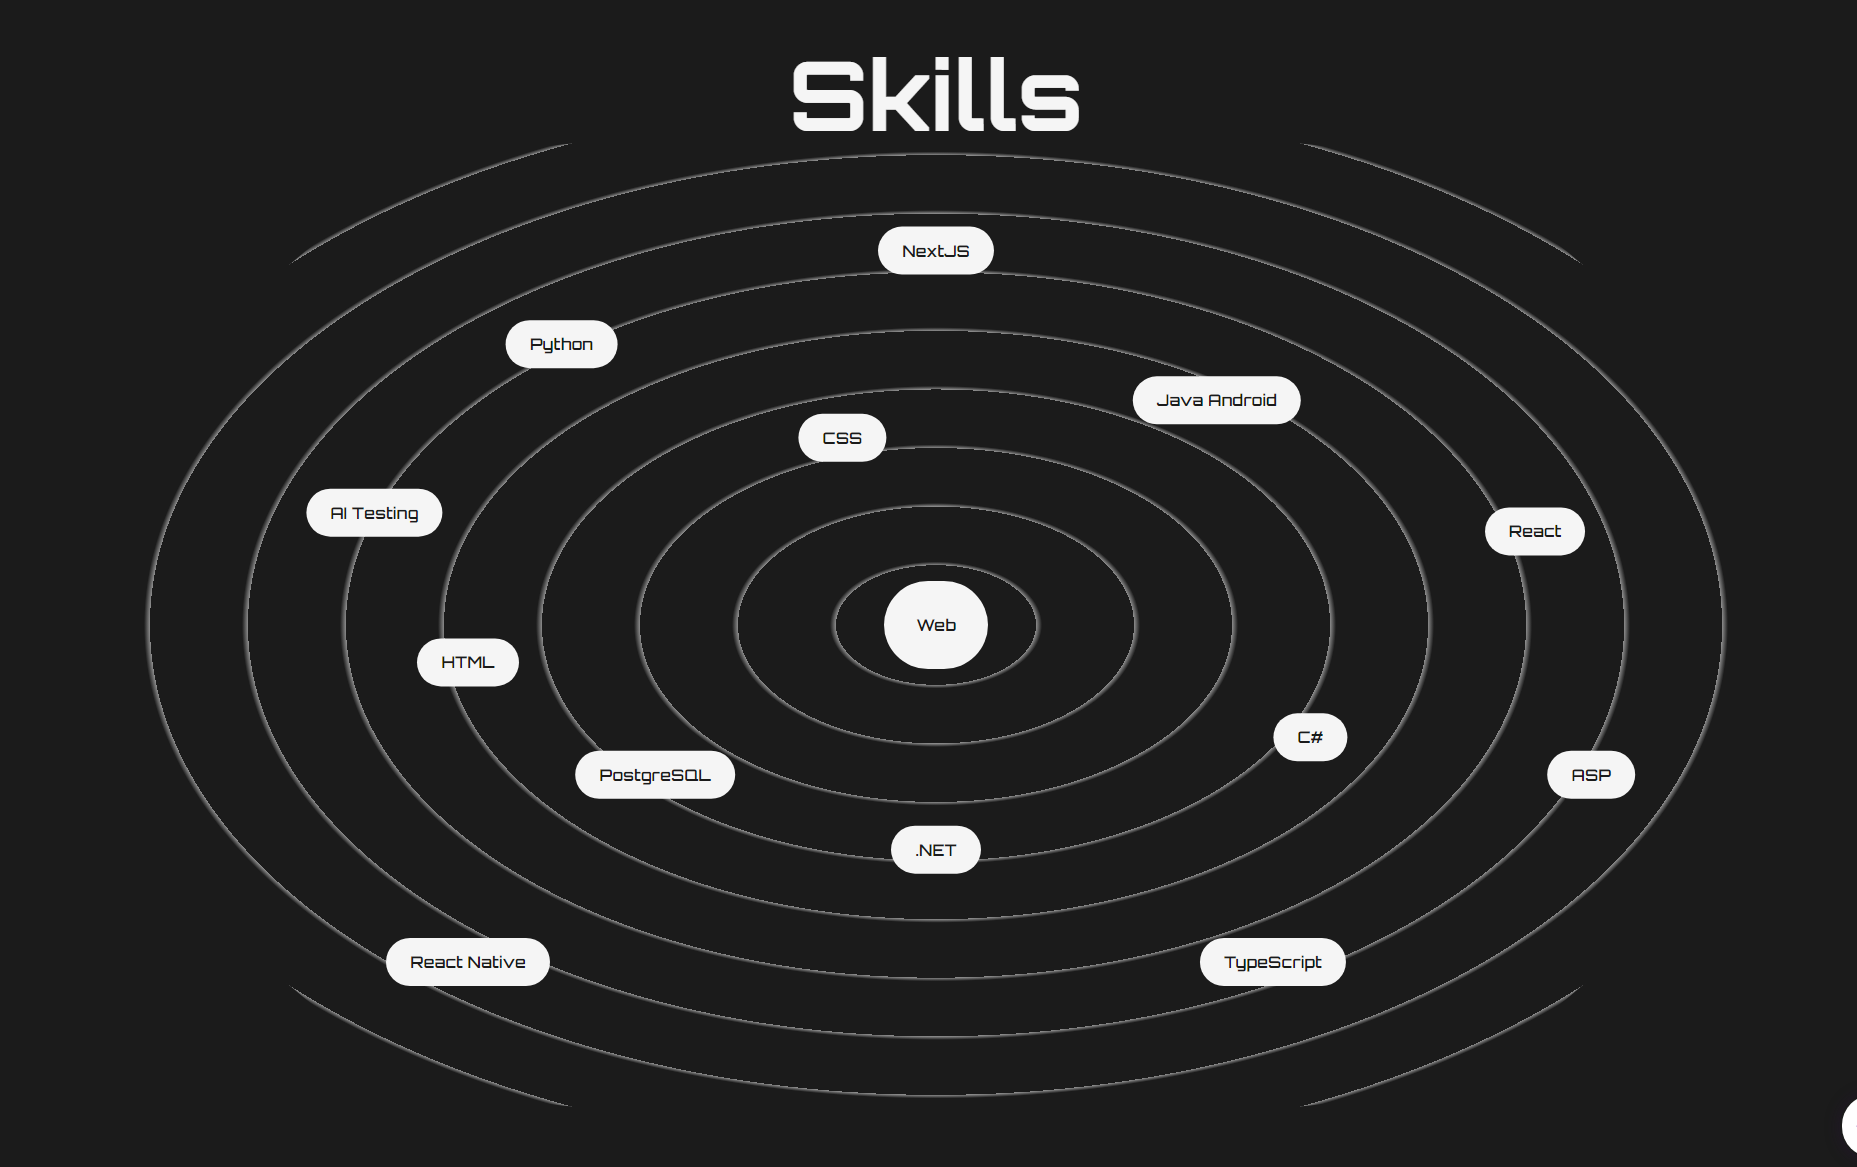 Skills
NextJS
Python
Java Android
CSS
AI Testing
React
Web
HTML
C#
PostgreSQL
ASP
.NET
React Native
TypeScript